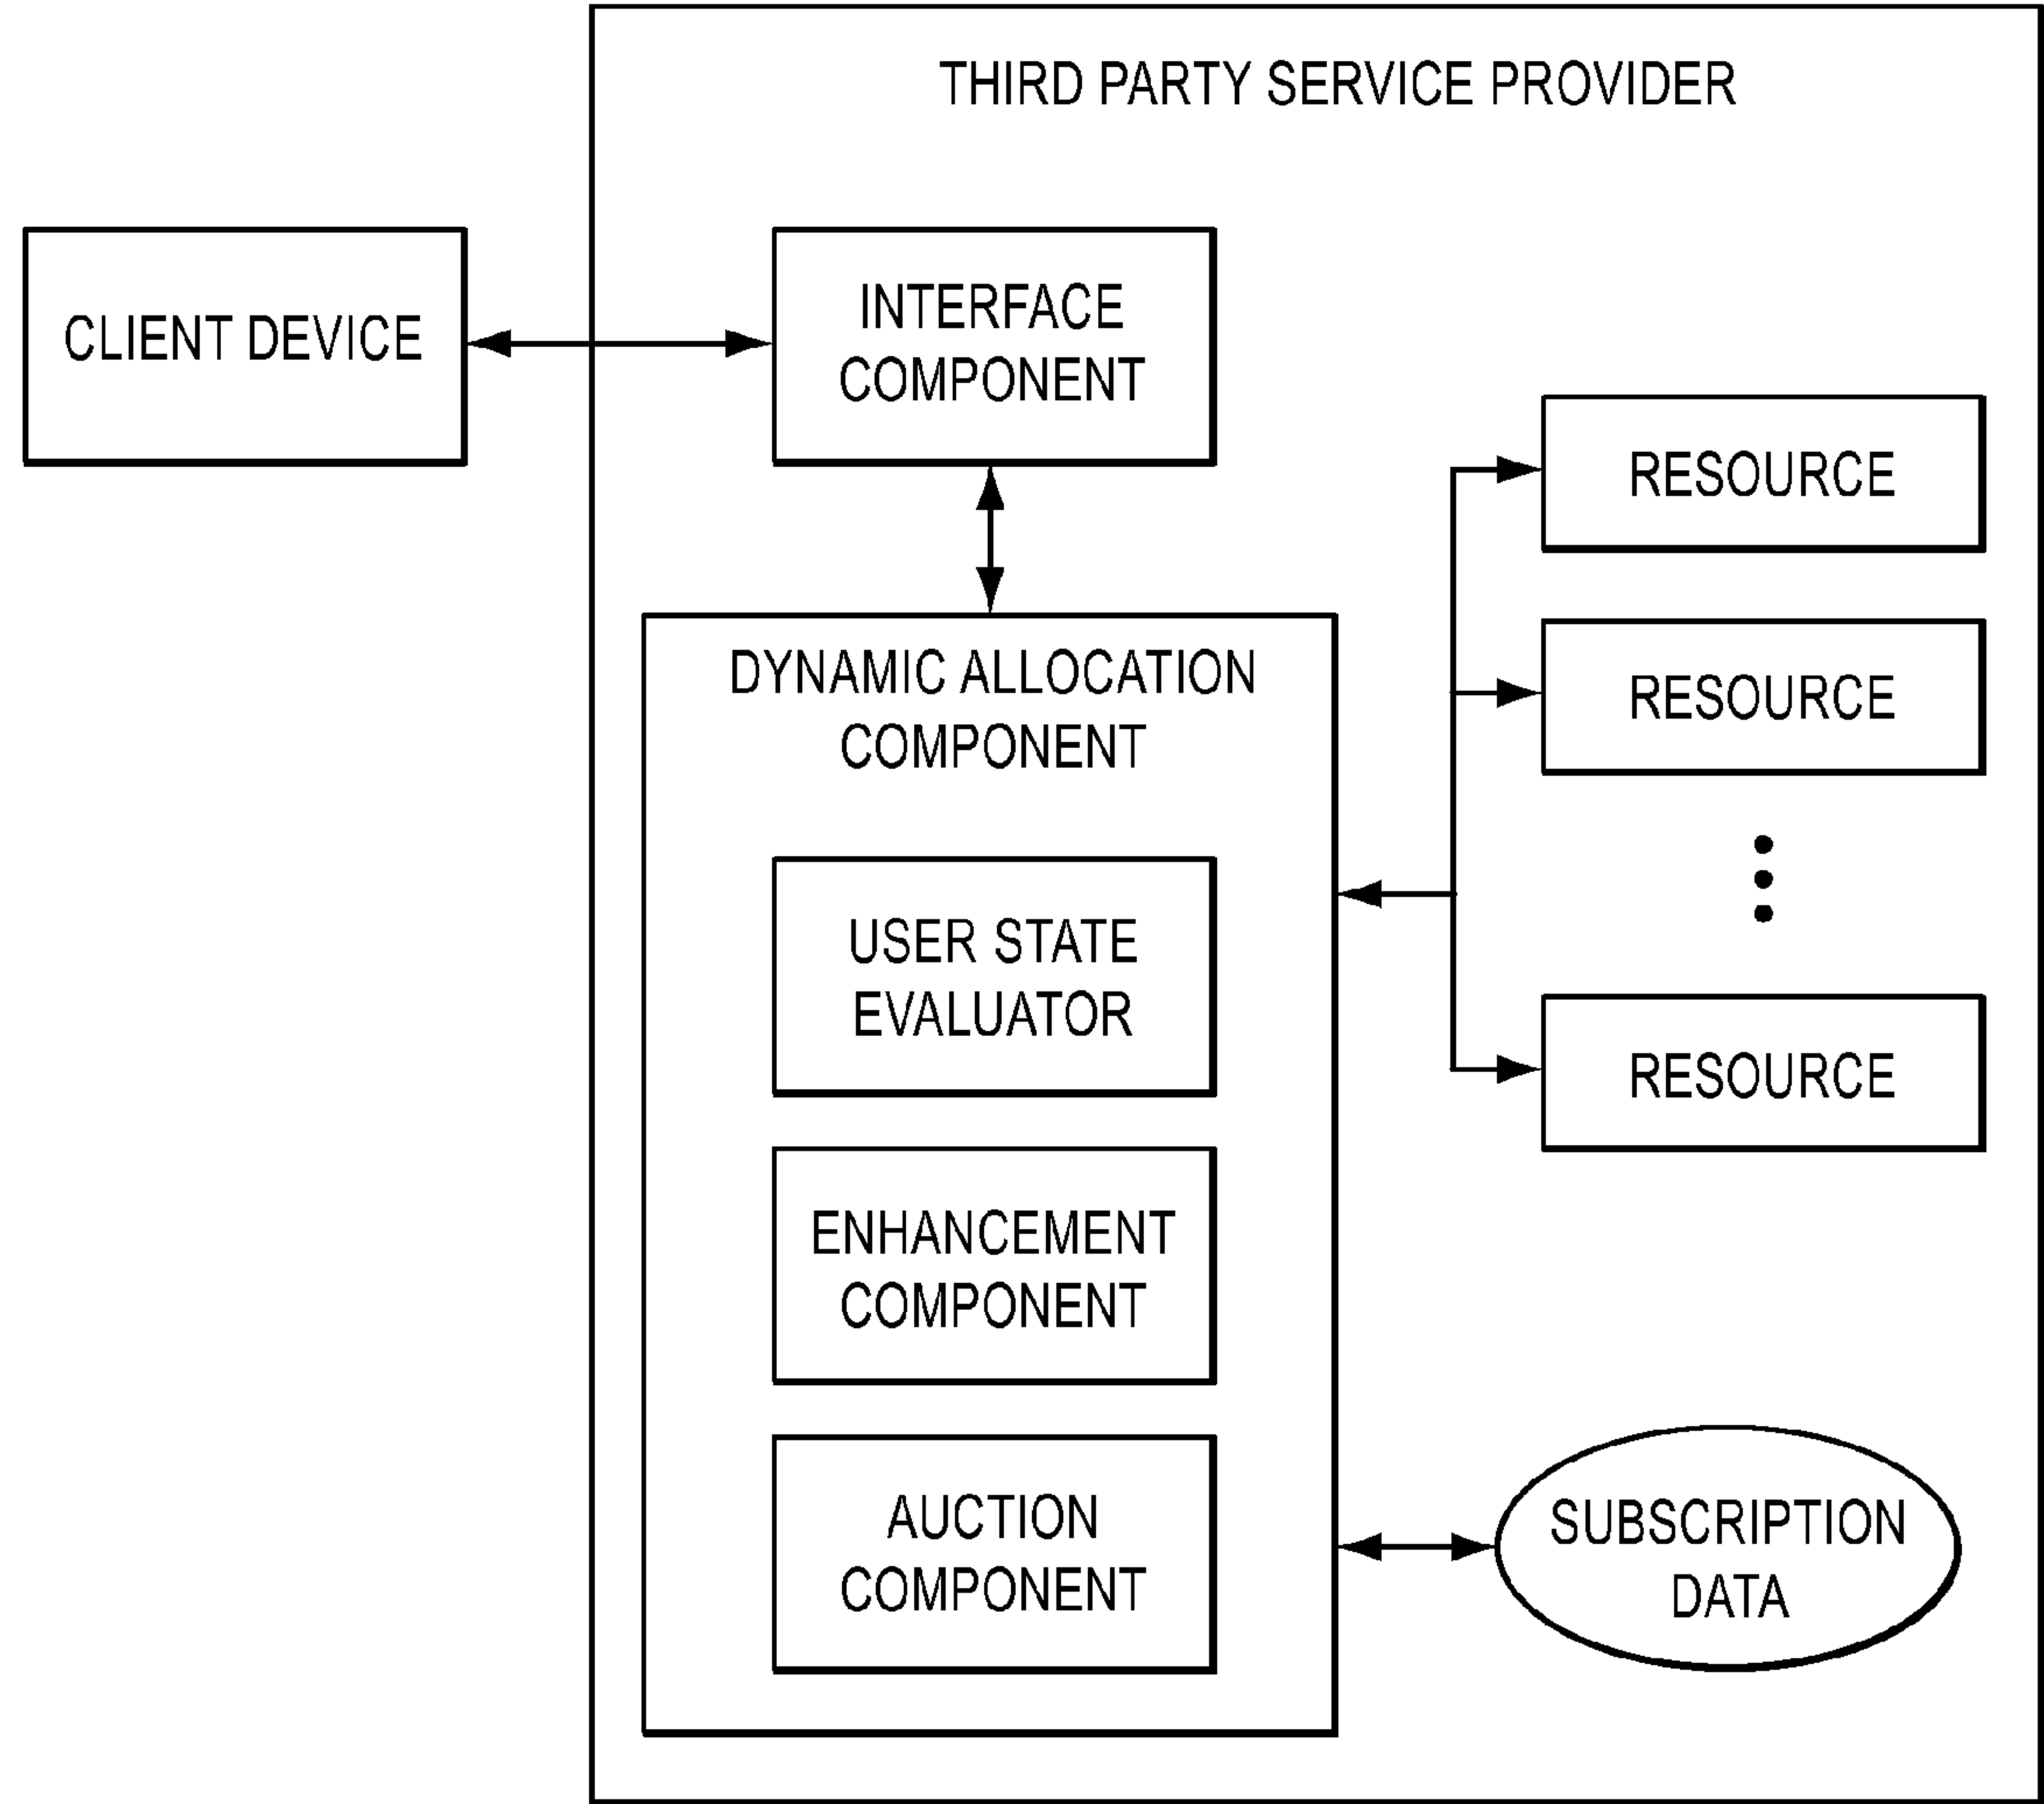 THIRD PARTY SERVICE PROVIDER
CLIENT DEVICE
INTERFACE
COMPONENT
RESOURCE
RESOURCE
RESOURCE
DYNAMIC ALLOCATION
COMPONENT
USER STATE
EVALUATOR
ENHANCEMENT
COMPONENT
AUCTION
COMPONENT
SUBSCRIPTION
DATA